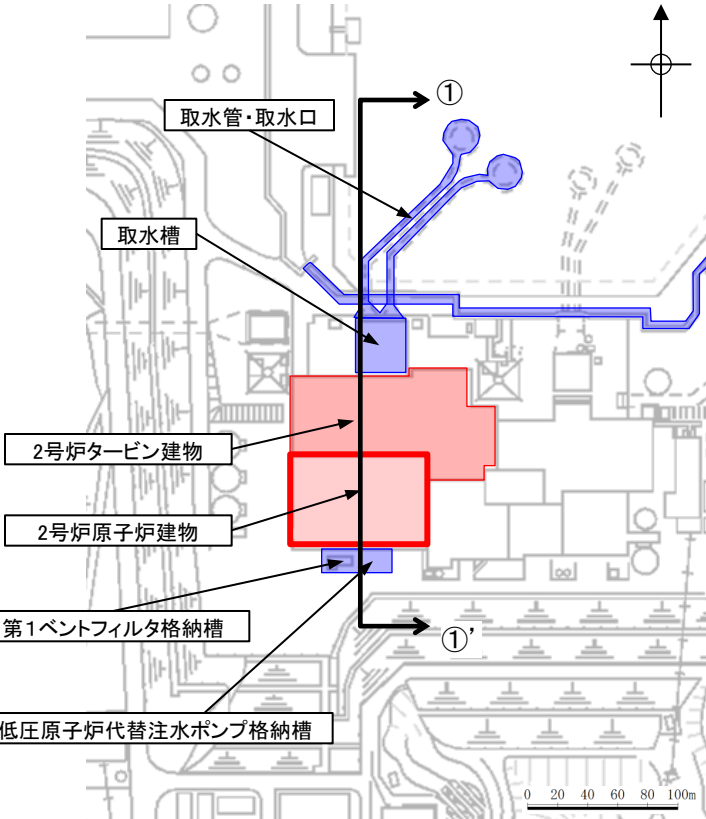 ①
取水管・取水口
取水槽
2号炉タービン建物
2号炉原子炉建物
第1ベントフィルタ格納槽
①’
低圧原子炉代替注水ポンプ格納槽
0 20 40 60 80 100m